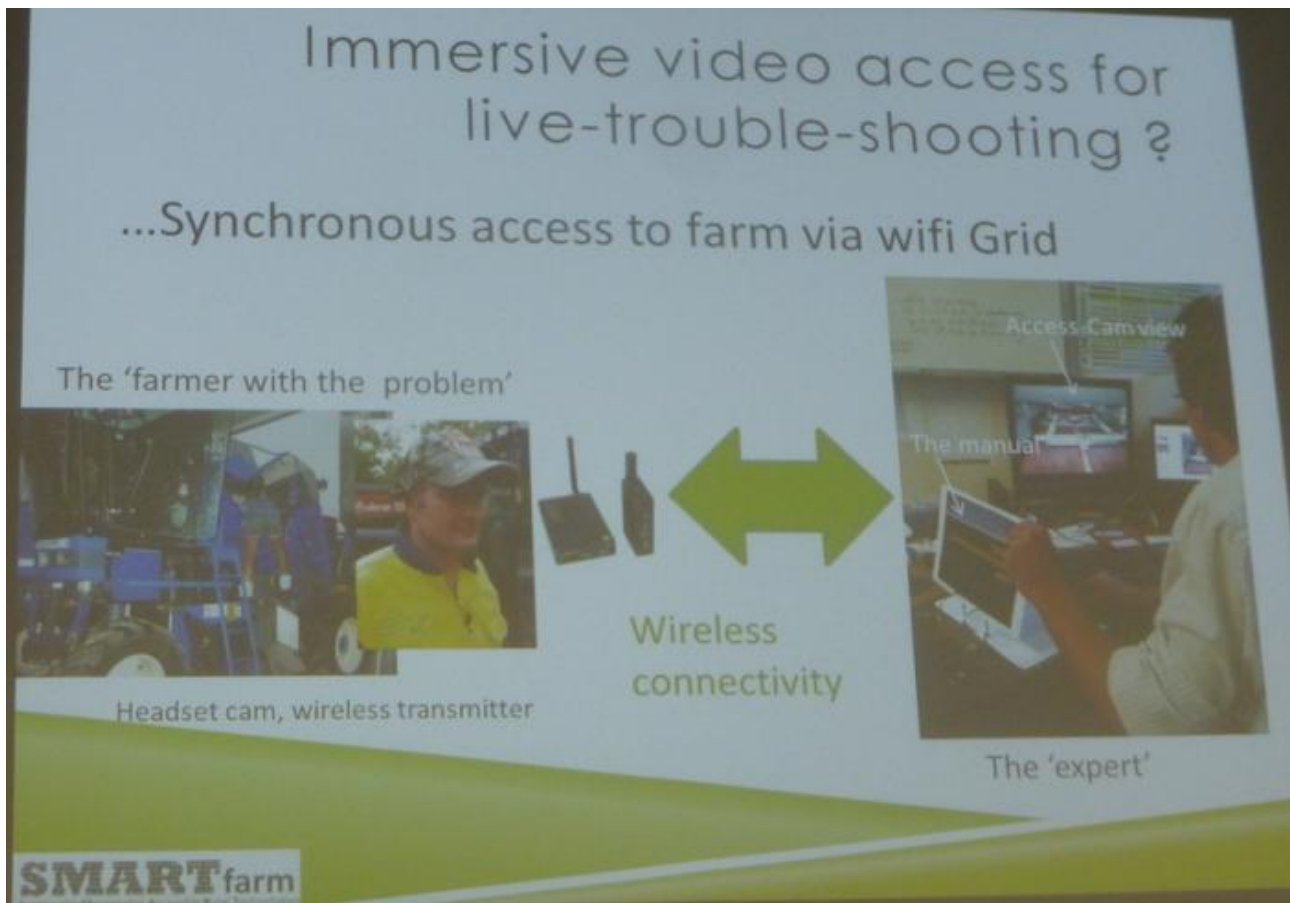 Immersive video access for
live-trouble-shooting ?
...Synchronous access to farm via wifi Grid
The ‘farmer with the problem’
Access Cam view
The manual
Wireless
connectivity
Headset cam, wireless transmitter
The ‘expert’
SMARTfarm